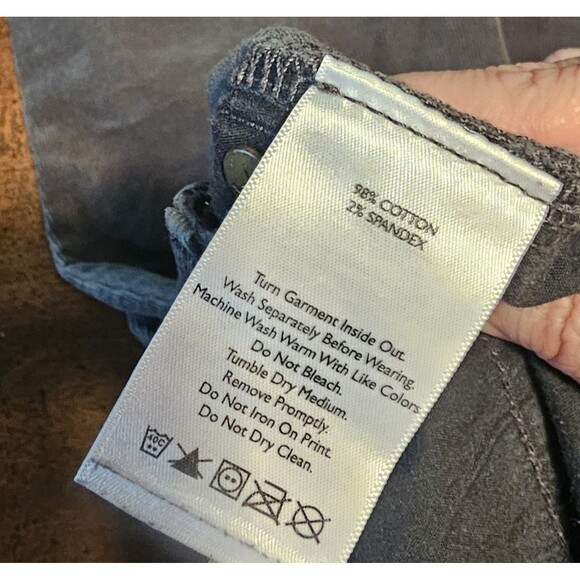 98% COTTON
2% SPANDEX
Turn Garment Inside Out.
Wash Separately Before Wearing.
Machine Wash Warm With Like Colors
Do Not Bleach.
Tumble Dry Medium.
Remove Promptly.
Do Not Iron On Print.
Do Not Dry Clean.
40C